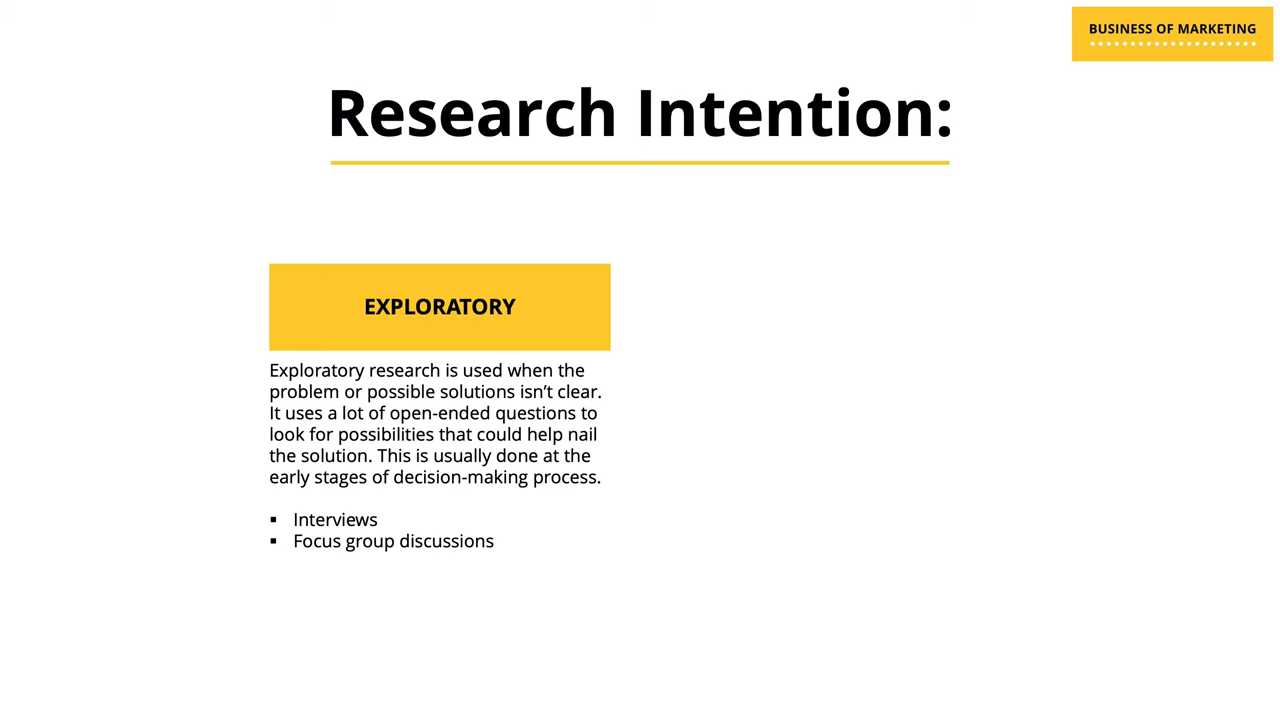 BUSINESS OF MARKETING
Research Intention:
EXPLORATORY
Exploratory research is used when the
problem or possible solutions isn’t clear.
It uses a lot of open-ended questions to
look for possibilities that could help nail
the solution. This is usually done at the
early stages of decision-making process.
▪ Interviews
▪ Focus group discussions